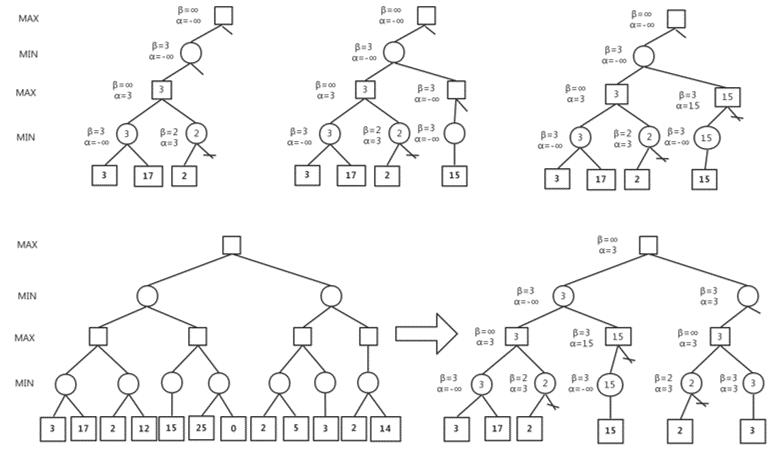 MAX
β=∞
α=-∞
β=∞
α=-∞
β=∞
α=-∞
MIN
β=3
α=-∞
β=3
α=-∞
β=3
α=-∞
MAX
β=∞
α=3
3
β=∞
α=3
3
β=3
α=-∞
β=∞
α=3
3
β=3
α=15
15
MIN
β=3
α=-∞
3
β=2
α=3
2
β=3
α=-∞
3
β=2
α=3
2
β=3
α=-∞
β=3
α=-∞
3
β=2
α=3
2
β=3
α=-∞
15
3 17 2
3 17 2 15
3 17 2 15
MAX
β=∞
α=3
MIN
β=3
α=-∞
3
β=3
α=3
MAX
β=∞
α=3
3
β=3
α=15
15
β=∞
α=3
3
MIN
β=3
α=-∞
3
β=2
α=3
2
β=3
α=-∞
15
β=2
α=3
2
β=3
α=3
3
3 17 2 12 15 25 0 2 5 3 2 14
3 17 2 15 2 3